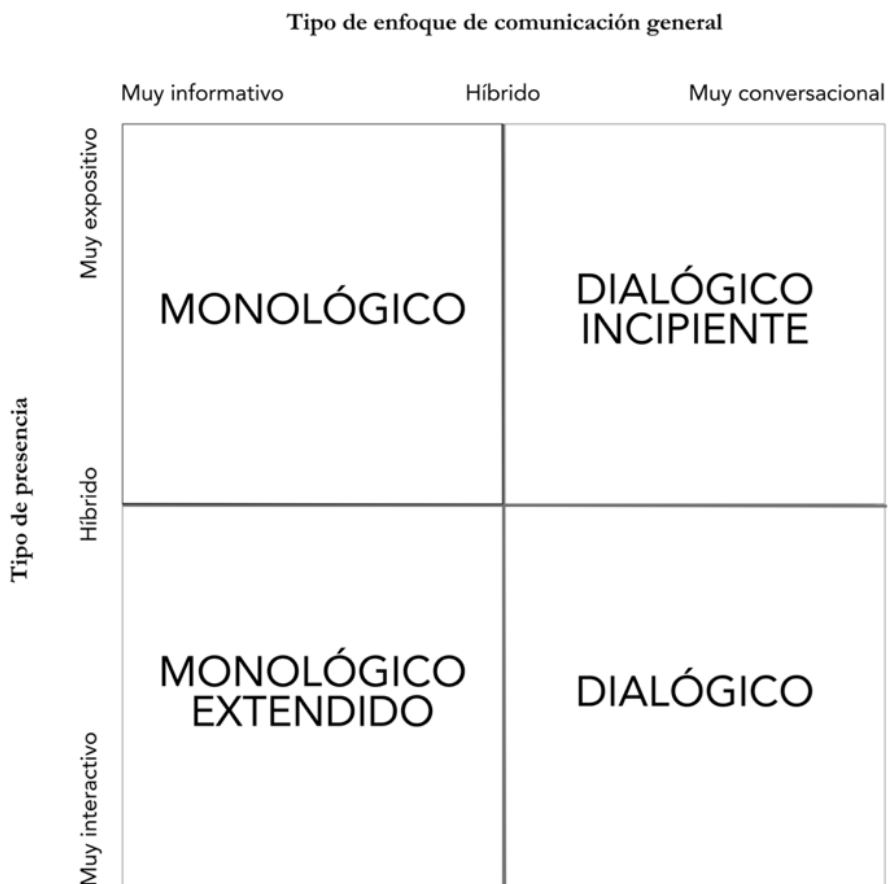 Tipo de enfoque de comunicación general
Muy informativo Híbrido Muy conversacional
Tipo de presencia
Muy expositivo
Híbrido
Muy interactivo
MONOLÓGICO
DIALÓGICO
INCIPIENTE
MONOLÓGICO
EXTENDIDO
DIALÓGICO